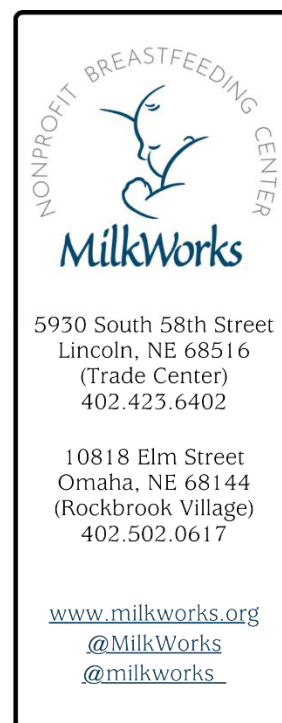 NONPROFIT BREASTFEEDING CENTER
MilkWorks
5930 South 58th Street
Lincoln, NE 68516
(Trade Center)
402.423.6402
10818 Elm Street
Omaha, NE 68144
(Rockbrook Village)
402.502.0617
www.milkworks.org
@MilkWorks
@milkworks_